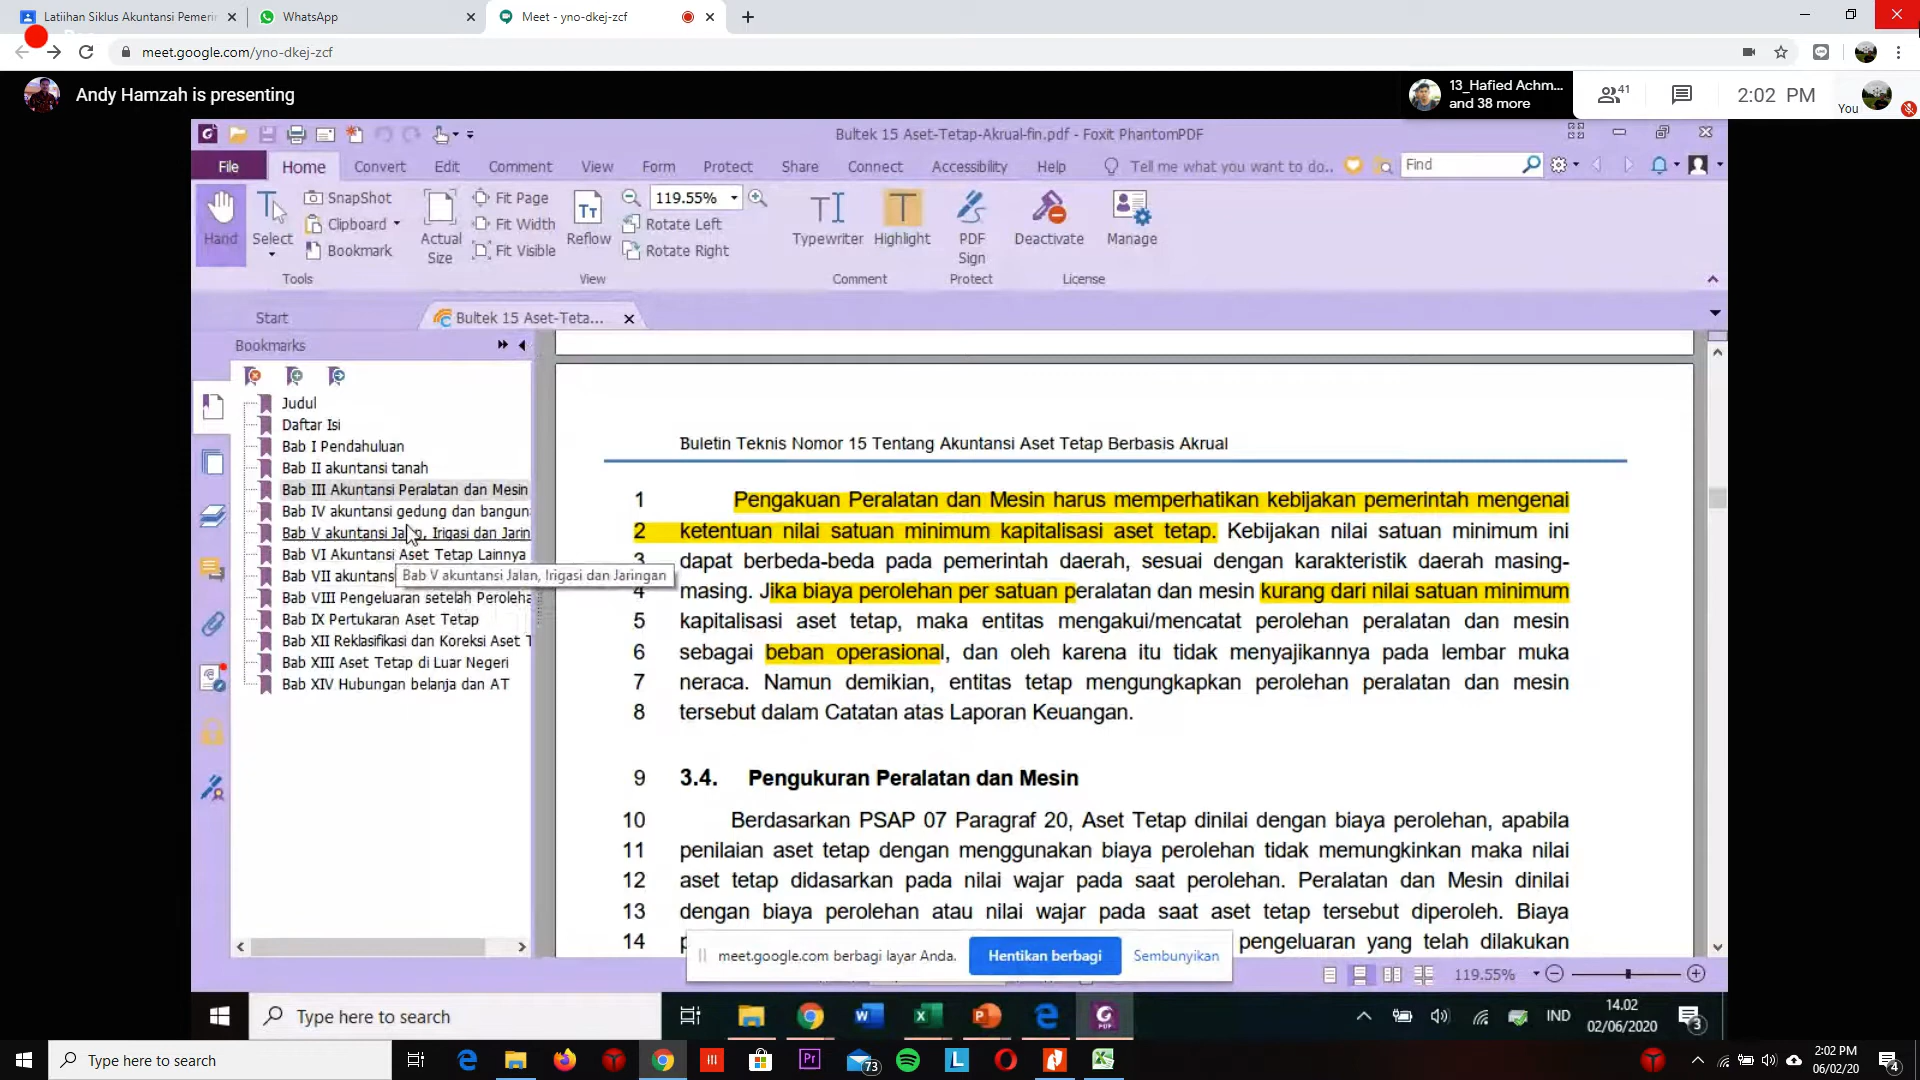 Latiihan Siklus Akuntansi Pemerin
WhatsApp
Meet - yno-dkej-zcf
meet.google.com/yno-dkej-zcf
Andy Hamzah is presenting
13_Hafied Achm...
and 38 more
41
2:02 PM
You
Bultek 15 Aset-Tetap-Akrual-fin.pdf - Foxit PhantomPDF
File
Home
Convert
Edit
Comment
View
Form
Protect
Share
Connect
Accessibility
Help
Tell me what you want to do..
Find
Hand
Select
SnapShot
Clipboard
Bookmark
Tools
Actual
Size
Fit Page
Fit Width
Fit Visible
Reflow
119.55%
Rotate Left
Rotate Right
View
Typewriter
Highlight
Comment
PDF
Sign
Protect
Deactivate
Manage
License
Start
Bultek 15 Aset-Teta...
Bookmarks
Judul
Daftar Isi
Bab I Pendahuluan
Bab II akuntansi tanah
Bab III Akuntansi Peralatan dan Mesin
Bab IV akuntansi gedung dan bangun
Bab V akuntansi Jalan, Irigasi dan Jarin
Bab VI Akuntansi Aset Tetap Lainnya
Bab VII akuntans
Bab V akuntansi Jalan, Irigasi dan Jaringan
Bab VIII Pengeluaran setelah Peroleha
Bab IX Pertukaran Aset Tetap
Bab XII Reklasifikasi dan Koreksi Aset T
Bab XIII Aset Tetap di Luar Negeri
Bab XIV Hubungan belanja dan AT
Buletin Teknis Nomor 15 Tentang Akuntansi Aset Tetap Berbasis Akrual
1 Pengakuan Peralatan dan Mesin harus memperhatikan kebijakan pemerintah mengenai
2 ketentuan nilai satuan minimum kapitalisasi aset tetap. Kebijakan nilai satuan minimum ini
3 dapat berbeda-beda pada pemerintah daerah, sesuai dengan karakteristik daerah masing-
4 masing. Jika biaya perolehan per satuan peralatan dan mesin kurang dari nilai satuan minimum
5 kapitalisasi aset tetap, maka entitas mengakui/mencatat perolehan peralatan dan mesin
6 sebagai beban operasional, dan oleh karena itu tidak menyajikannya pada lembar muka
7 neraca. Namun demikian, entitas tetap mengungkapkan perolehan peralatan dan mesin
8 tersebut dalam Catatan atas Laporan Keuangan.
9 3.4. Pengukuran Peralatan dan Mesin
10 Berdasarkan PSAP 07 Paragraf 20, Aset Tetap dinilai dengan biaya perolehan, apabila
11 penilaian aset tetap dengan menggunakan biaya perolehan tidak memungkinkan maka nilai
12 aset tetap didasarkan pada nilai wajar pada saat perolehan. Peralatan dan Mesin dinilai
13 dengan biaya perolehan atau nilai wajar pada saat aset tetap tersebut diperoleh. Biaya
14 p pengeluaran yang telah dilakukan
meet.google.com berbagi layar Anda.
Hentikan berbagi
Sembunyikan
119.55%
Type here to search
IND
14.02
02/06/2020
3
Type here to search
Pr
73
2:02 PM
06/02/20
4